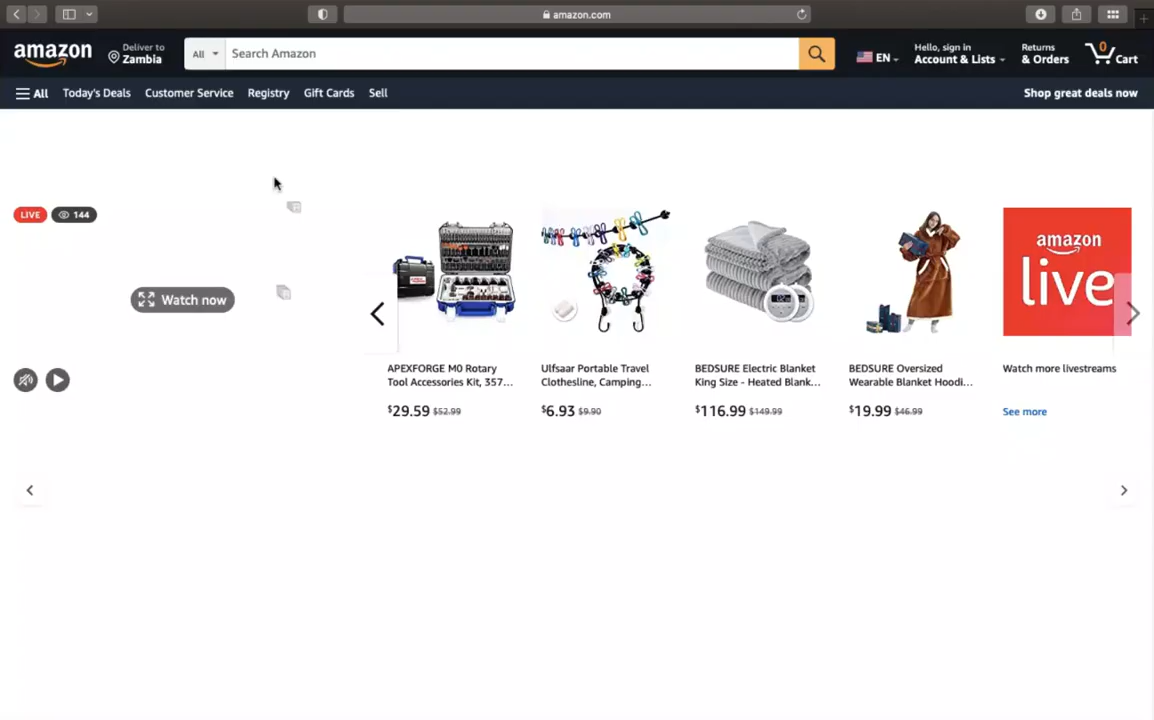 amazon.com
amazon
Deliver to
Zambia
All
Search Amazon
EN
Hello, sign in
Account & Lists
Returns
& Orders
0
Cart
All
Today's Deals
Customer Service
Registry
Gift Cards
Sell
Shop great deals now
LIVE
144
Watch now
amazon
live
APEXFORGE M0 Rotary
Tool Accessories Kit, 357...
$29.59 $52.99
Ulfsaar Portable Travel
Clothesline, Camping...
$6.93 $9.90
BEDSURE Electric Blanket
King Size - Heated Blank...
$116.99 $149.99
BEDSURE Oversized
Wearable Blanket Hoodi...
$19.99 $46.99
Watch more livestreams
See more